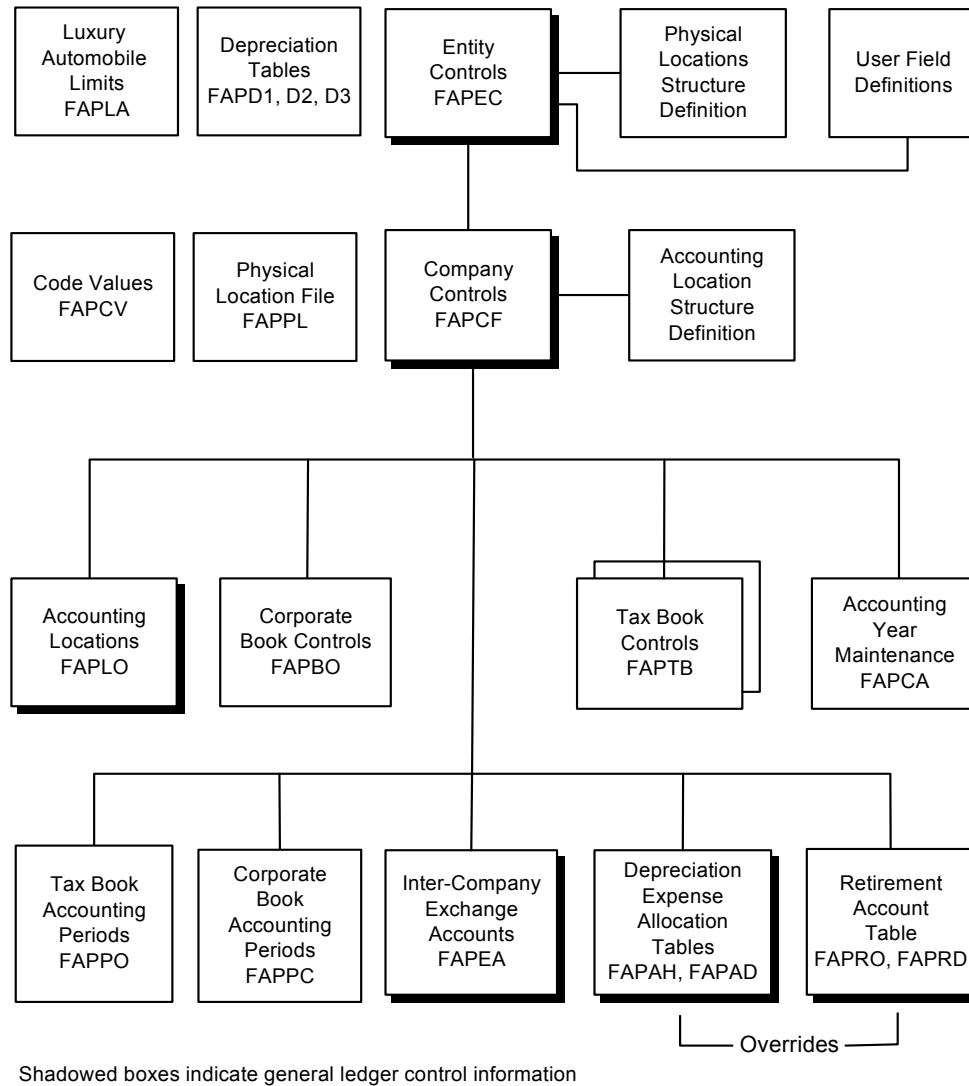 Luxury
Automobile
Limits
FAPLA
Depreciation
Tables
FAPD1, D2, D3
Entity
Controls
FAPEC
Physical
Locations
Structure
Definition
User Field
Definitions
Code Values
FAPCV
Physical
Location File
FAPPL
Company
Controls
FAPCF
Accounting
Location
Structure
Definition
Accounting
Locations
FAPLO
Corporate
Book Controls
FAPBO
Tax Book
Controls
FAPTB
Accounting
Year
Maintenance
FAPCA
Tax Book
Accounting
Periods
FAPPO
Corporate
Book
Accounting
Periods
FAPPC
Inter-Company
Exchange
Accounts
FAPEA
Depreciation
Expense
Allocation
Tables
FAPAH, FAPAD
Retirement
Account
Table
FAPRO, FAPRD
Overrides
Shadowed boxes indicate general ledger control information